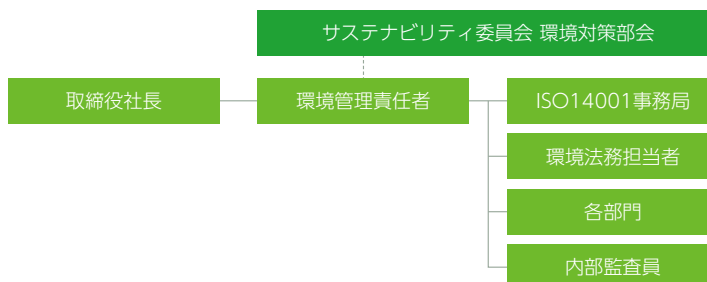 サステナビリティ委員会 環境対策部会
取締役社長
環境管理責任者
ISO14001事務局
環境法務担当者
各部門
内部監査員